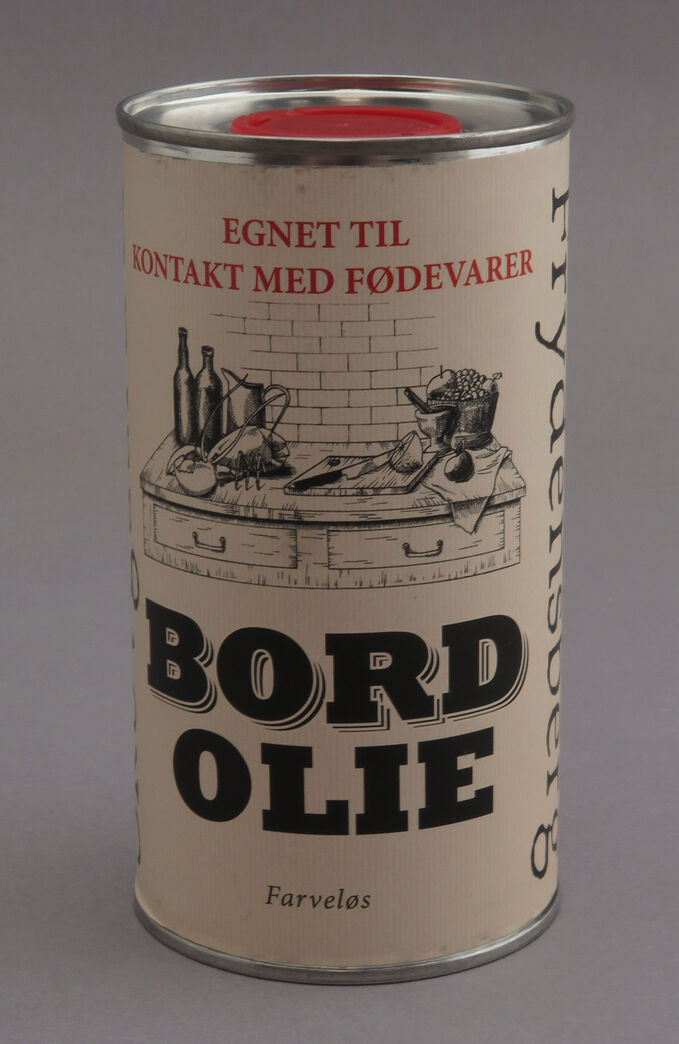 EGNET TIL
KONTAKT MED FØDEVARER
BORD
OLIE
Farveløs
Frydensberg